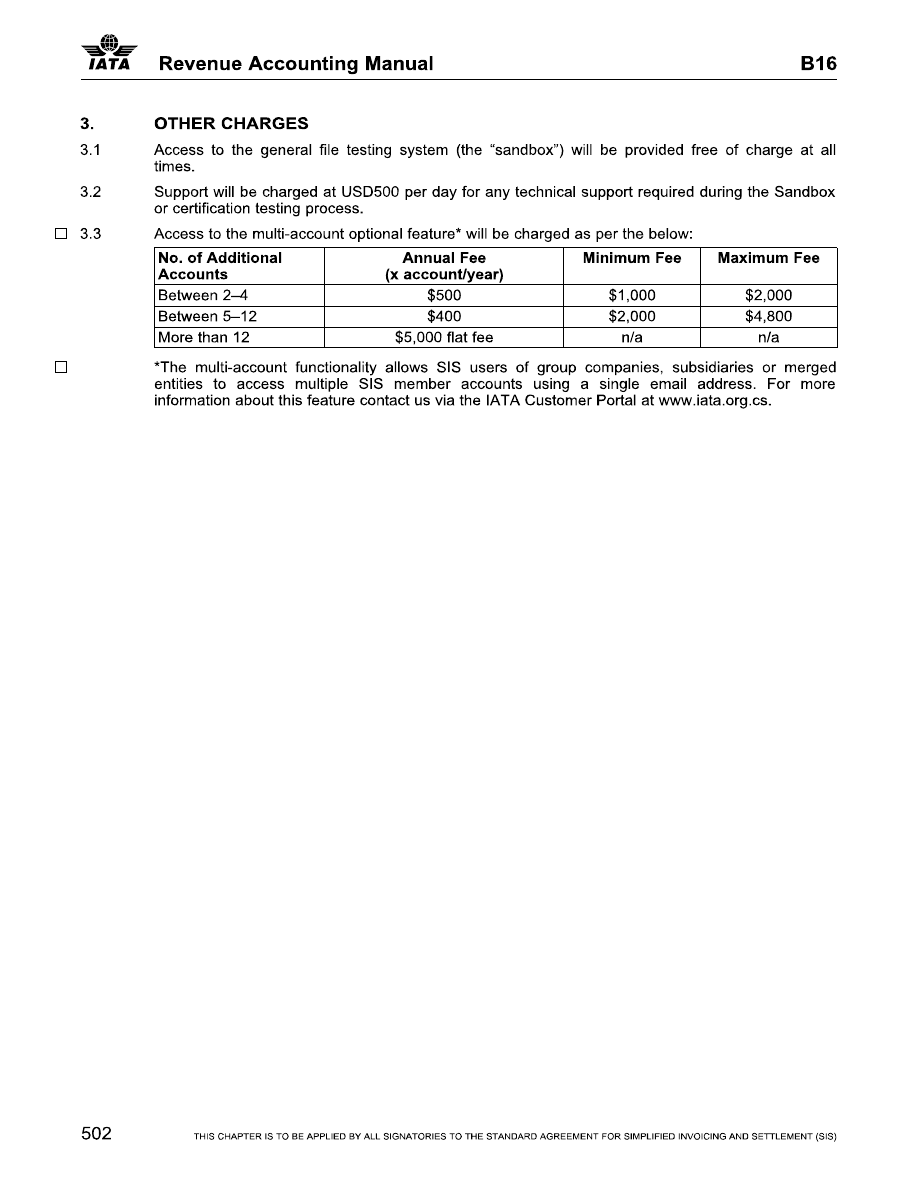 IATA
Revenue Accounting Manual B16
3. OTHER CHARGES
3.1 Access to the general file testing system (the “sandbox”) will be provided free of charge at all
times.
3.2 Support will be charged at USD500 per day for any technical support required during the Sandbox
or certification testing process.
☐ 3.3 Access to the multi-account optional feature* will be charged as per the below:
No. of Additional Accounts | Annual Fee (x account/year) | Minimum Fee | Maximum Fee
Between 2–4 | $500 | $1,000 | $2,000
Between 5–12 | $400 | $2,000 | $4,800
More than 12 | $5,000 flat fee | n/a | n/a
☐ *The multi-account functionality allows SIS users of group companies, subsidiaries or merged
entities to access multiple SIS member accounts using a single email address. For more
information about this feature contact us via the IATA Customer Portal at www.iata.org.cs.
502 THIS CHAPTER IS TO BE APPLIED BY ALL SIGNATORIES TO THE STANDARD AGREEMENT FOR SIMPLIFIED INVOICING AND SETTLEMENT (SIS)